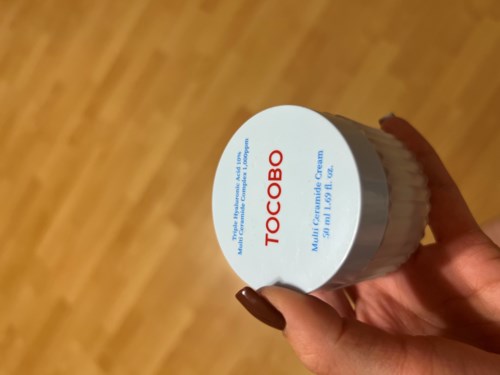 Triple Hyaluronic Acid 10%
Multi Ceramide Complex 1,000ppm
TOCOBO
Multi Ceramide Cream
50 ml 1.69 fl. oz.